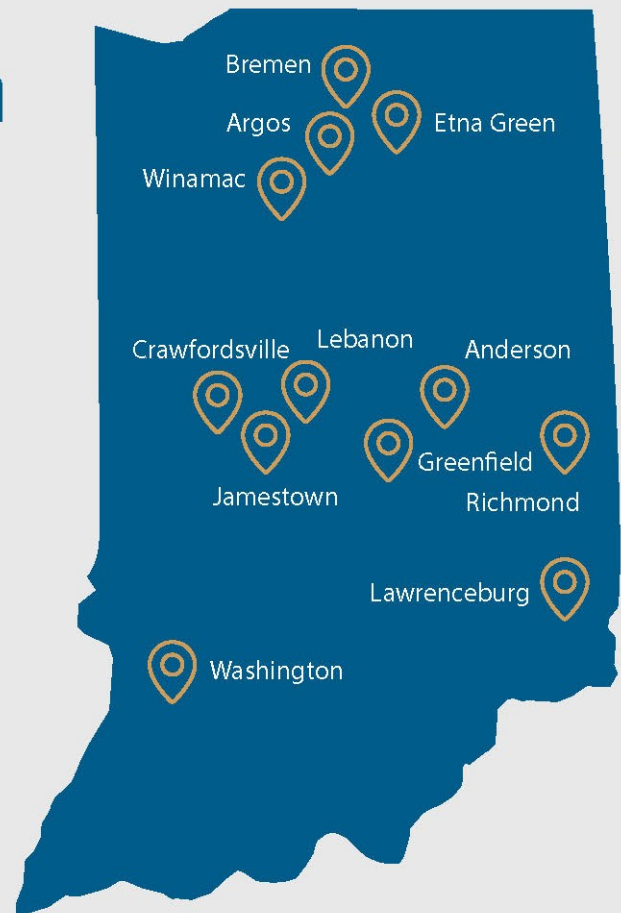 Bremen
Argos
Etna Green
Winamac
Crawfordsville
Lebanon
Anderson
Greenfield
Jamestown
Richmond
Lawrenceburg
Washington